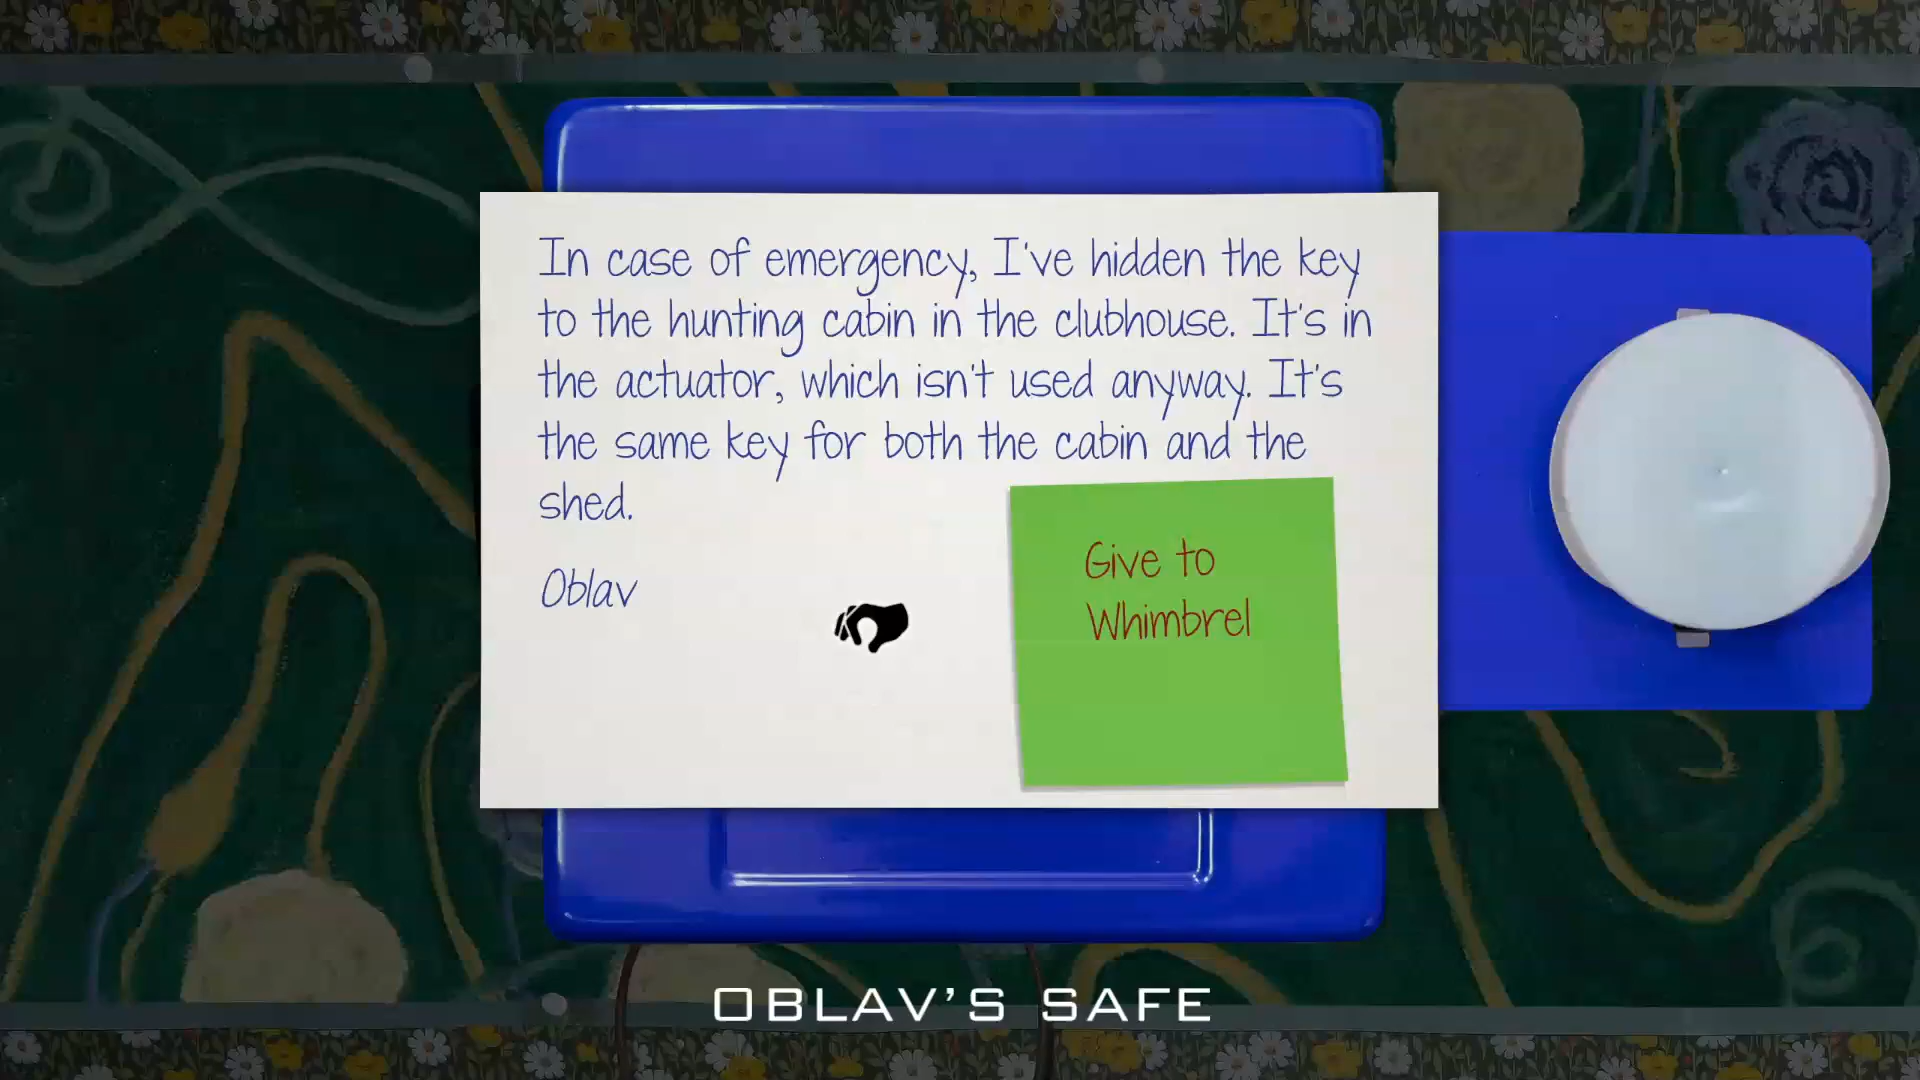 In case of emergency, I've hidden the key
to the hunting cabin in the clubhouse. It's in
the actuator, which isn't used anyway. It's
the same key for both the cabin and the
shed.
Oblav
Give to
Whimbrel
OBLAV'S SAFE